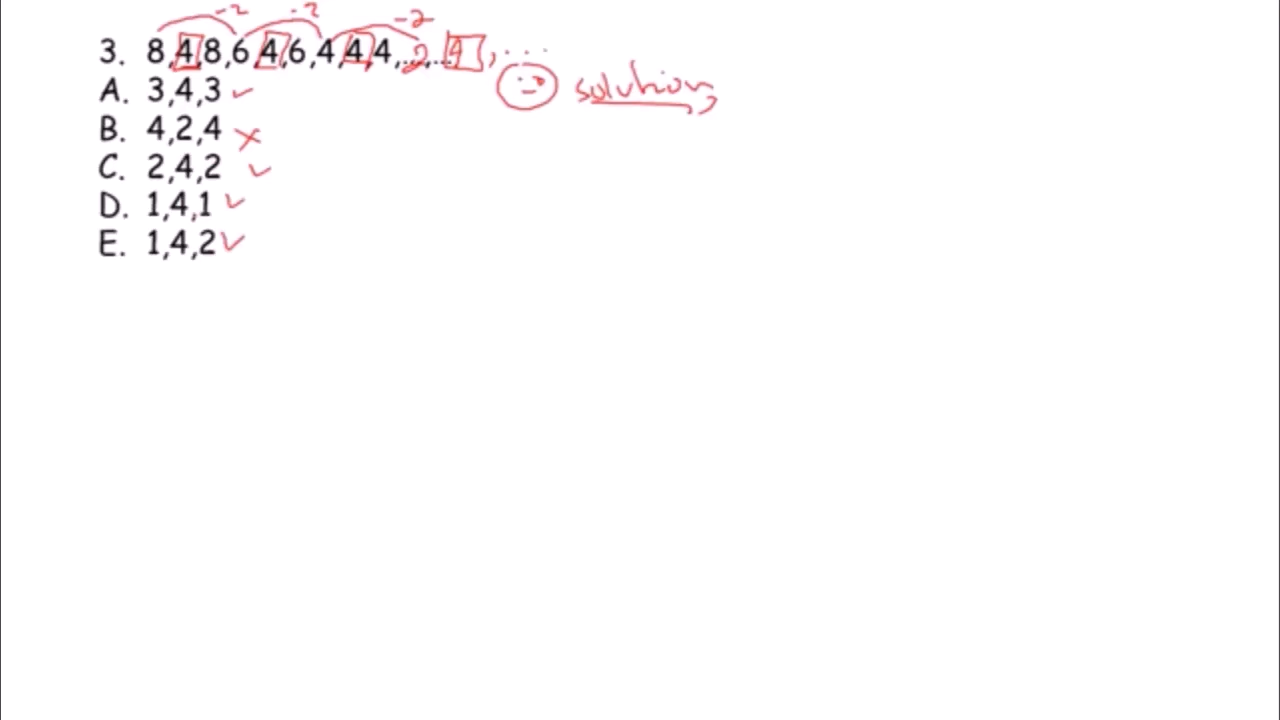 -2 -2 -2
3. 8,4,8,6,4,6,4,4,4,...2,...4,...
A. 3,4,3
B. 4,2,4
C. 2,4,2
D. 1,4,1
E. 1,4,2
solution